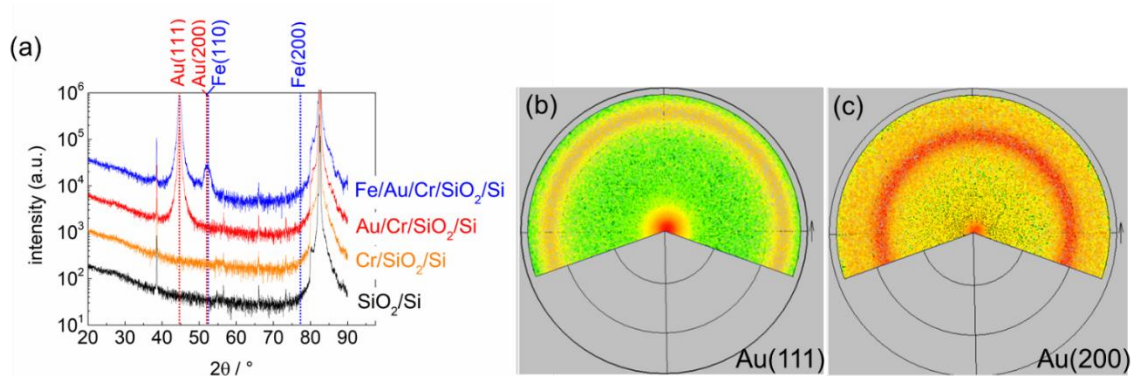 (a)
Au(111)
Au(200)
Fe(110)
Fe(200)
10⁶
10⁵
10⁴
10³
10²
10¹
intensity (a.u.)
Fe/Au/Cr/SiO₂/Si
Au/Cr/SiO₂/Si
Cr/SiO₂/Si
SiO₂/Si
20 30 40 50 60 70 80 90
2θ / °
(b)
Au(111)
(c)
Au(200)